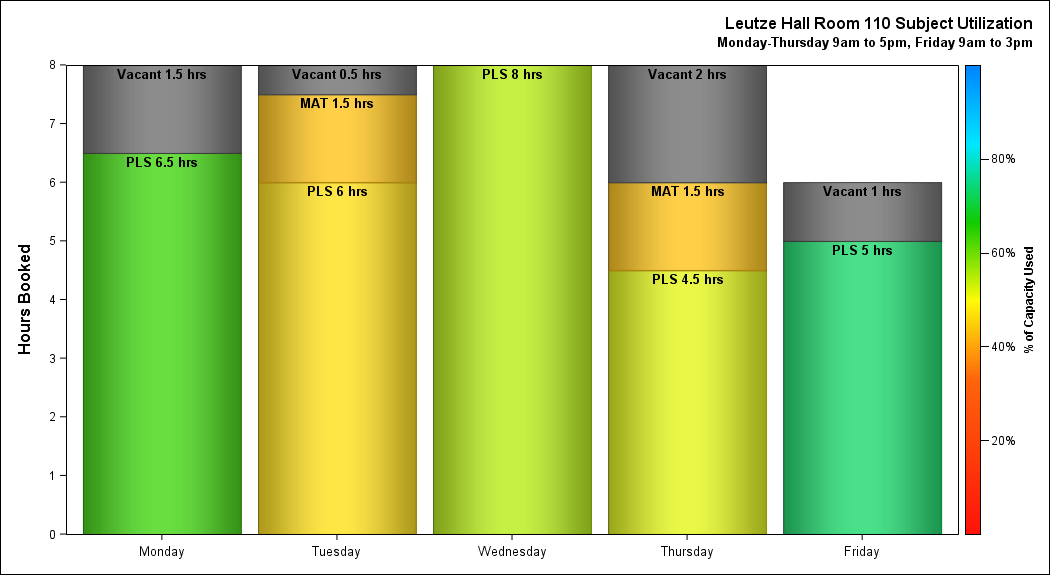 Leutze Hall Room 110 Subject Utilization
Monday-Thursday 9am to 5pm, Friday 9am to 3pm
Hours Booked
8
7
6
5
4
3
2
1
0
Vacant 1.5 hrs
PLS 6.5 hrs
Vacant 0.5 hrs
MAT 1.5 hrs
PLS 6 hrs
PLS 8 hrs
Vacant 2 hrs
MAT 1.5 hrs
PLS 4.5 hrs
Vacant 1 hrs
PLS 5 hrs
Monday
Tuesday
Wednesday
Thursday
Friday
80%
60%
40%
20%
% of Capacity Used